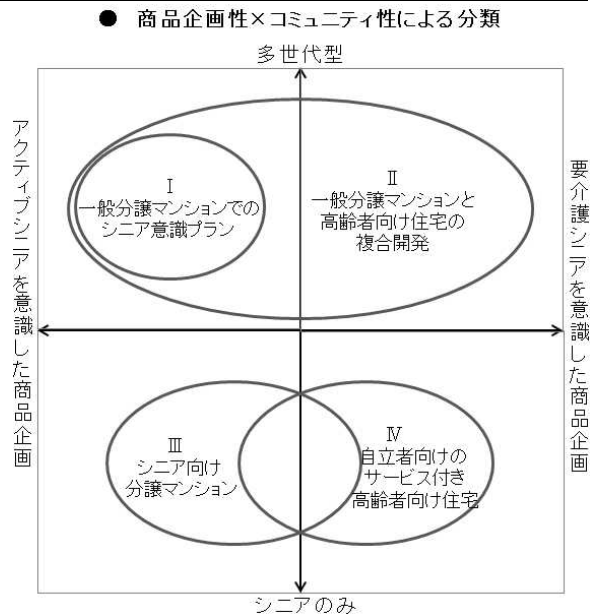 ● 商品企画性×コミュニティ性による分類
多世代型
アクティブシニアを意識した商品企画
Ⅰ
一般分譲マンションでの
シニア意識プラン
Ⅱ
一般分譲マンションと
高齢者向け住宅の
複合開発
要介護シニアを意識した商品企画
Ⅲ
シニア向け
分譲マンション
Ⅳ
自立者向けの
サービス付き
高齢者向け住宅
シニアのみ